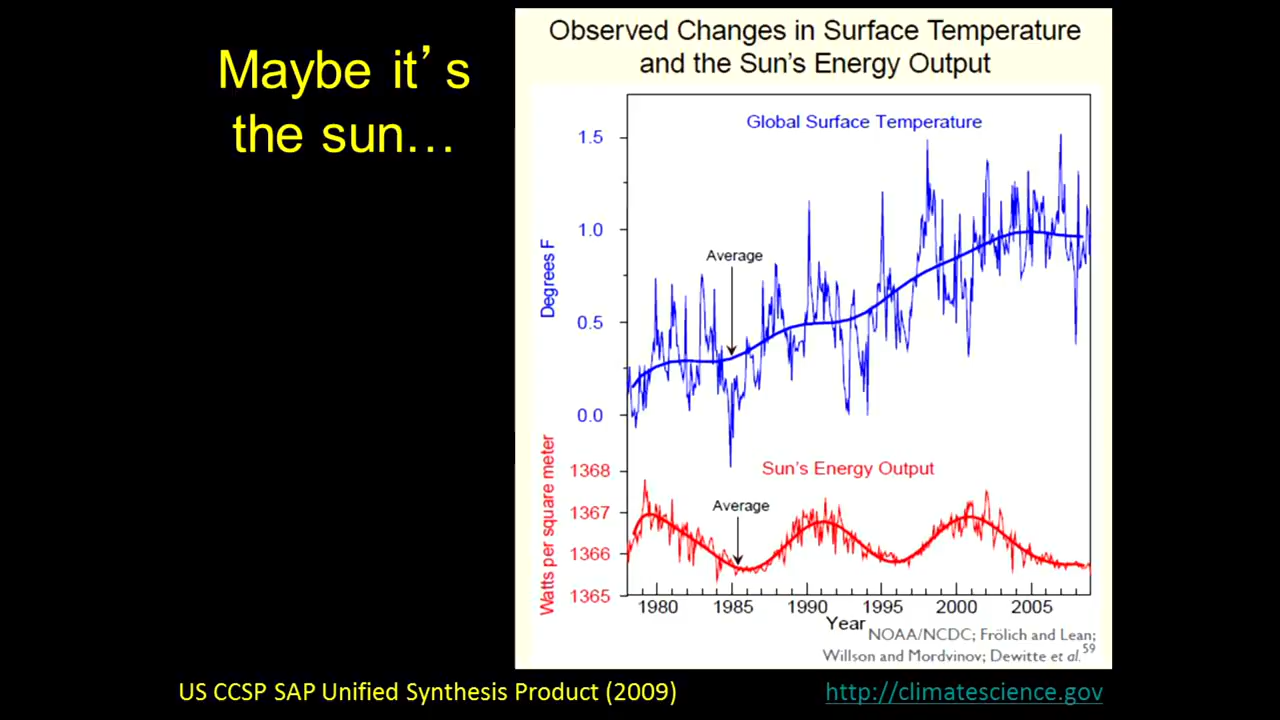 Maybe it’s
the sun…
Observed Changes in Surface Temperature
and the Sun’s Energy Output
Global Surface Temperature
1.5
1.0
0.5
0.0
Degrees F
Average
Sun’s Energy Output
1368
1367
1366
1365
Watts per square meter
Average
1980 1985 1990 1995 2000 2005
Year
NOAA/NCDC; Frölich and Lean;
Willson and Mordvinov; Dewitte et al.59
US CCSP SAP Unified Synthesis Product (2009)
http://climatescience.gov